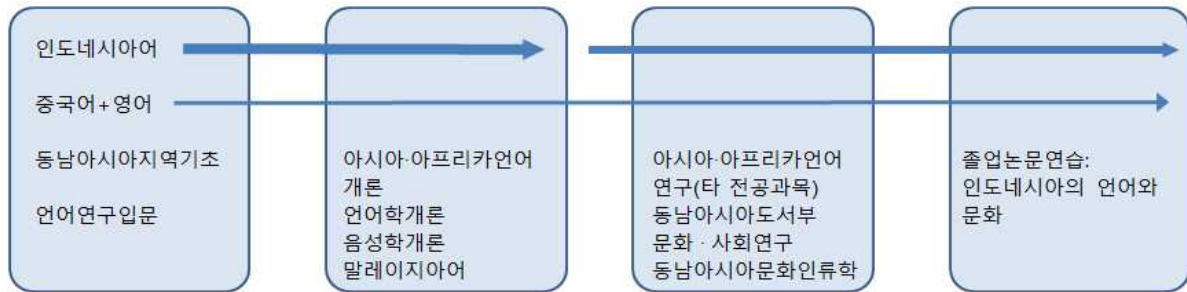 인도네시아어
중국어+영어
동남아시아지역기초
언어연구입문
아시아·아프리카언어
개론
언어학개론
음성학개론
말레이지아어
아시아·아프리카언어
연구(타 전공과목)
동남아시아도서부
문화 · 사회연구
동남아시아문화인류학
졸업논문연습:
인도네시아의 언어와
문화